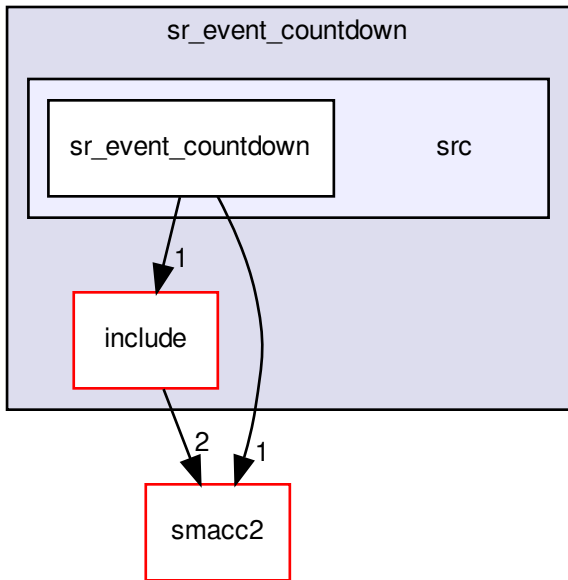 sr_event_countdown
sr_event_countdown
src
1
include
2
1
smacc2